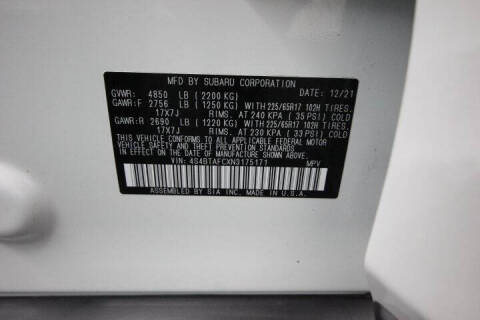 MFD BY SUBARU CORPORATION
GVWR: 4850 LB (2200 KG) DATE: 12/21
GAWR:F 2756 LB (1250 KG) WITH 225/65R17 102H TIRES.
17X7J RIMS. AT 240 KPA (35 PSI) COLD
GAWR:R 2690 LB (1220 KG) WITH 225/65R17 102H TIRES.
17X7J RIMS. AT 230 KPA (33 PSI) COLD
THIS VEHICLE CONFORMS TO ALL APPLICABLE FEDERAL MOTOR
VEHICLE SAFETY AND THEFT PREVENTION STANDARDS IN EFFECT
ON THE DATE OF MANUFACTURE SHOWN ABOVE.
VIN: 4S4BTAFCXN3175171 MPV
ASSEMBLED BY SIA INC. MADE IN U.S.A.